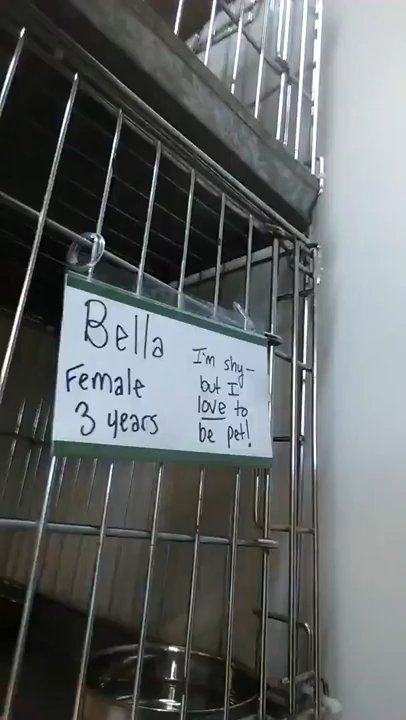 Bella
Female
3 years
I'm shy-
but I
love to
be pet!